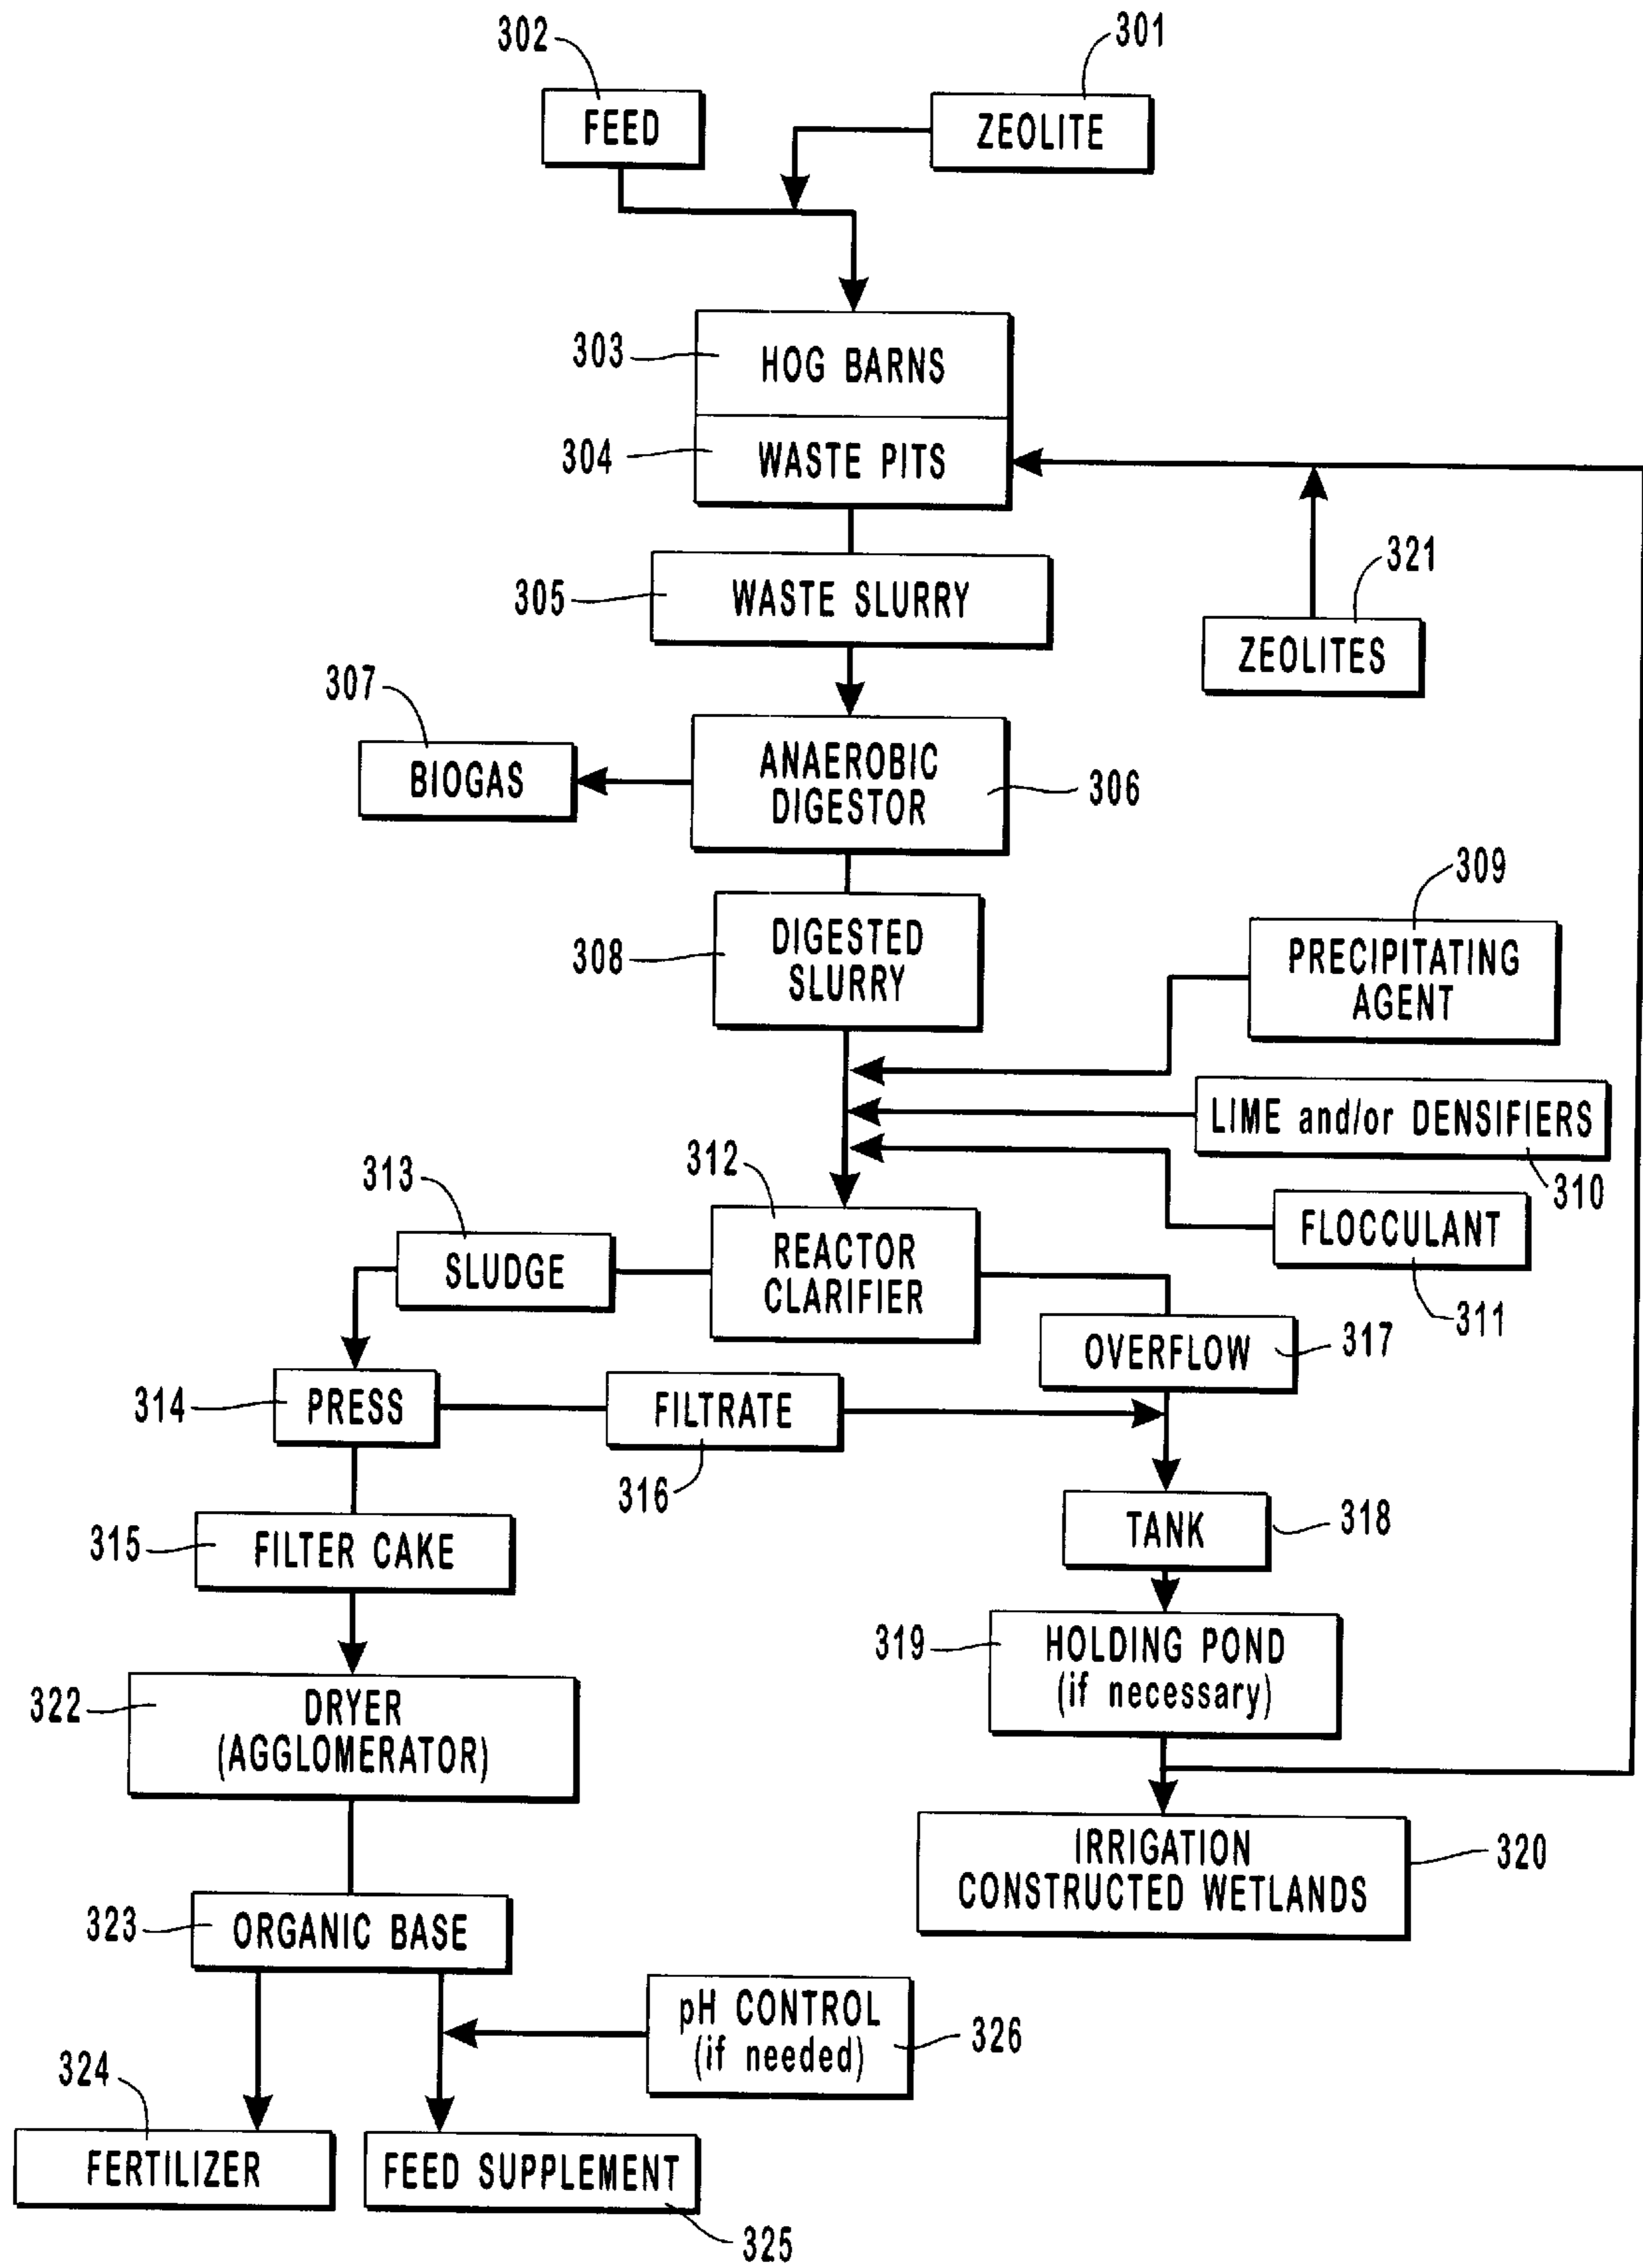 302
301
FEED
ZEOLITE
303
HOG BARNS
304
WASTE PITS
321
305
WASTE SLURRY
ZEOLITES
307
BIOGAS
ANAEROBIC
DIGESTOR
306
309
308
DIGESTED
SLURRY
PRECIPITATING
AGENT
LIME and/or DENSIFIERS
310
312
313
FLOCCULANT
311
SLUDGE
REACTOR
CLARIFIER
OVERFLOW
317
314
PRESS
FILTRATE
316
315
FILTER CAKE
TANK
318
319
HOLDING POND
(if necessary)
322
DRYER
(AGGLOMERATOR)
IRRIGATION
CONSTRUCTED WETLANDS
320
323
ORGANIC BASE
pH CONTROL
(if needed)
326
324
FERTILIZER
FEED SUPPLEMENT
325